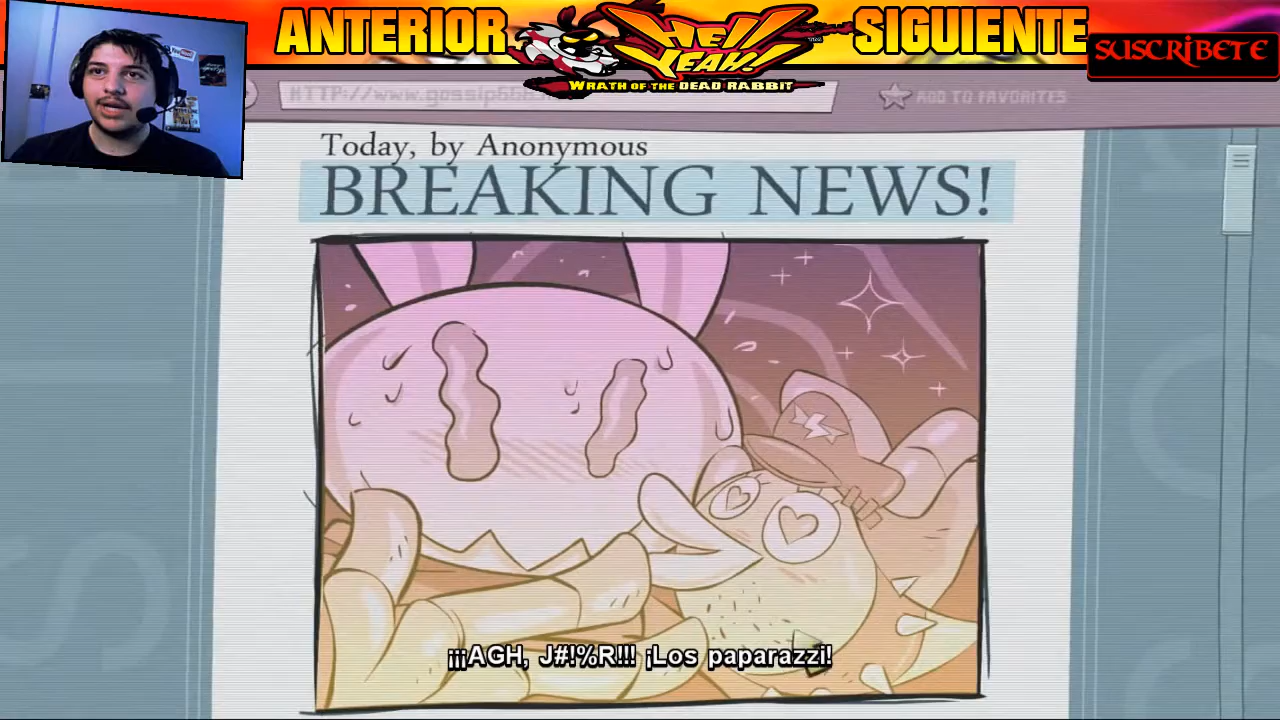 ANTERIOR
HELL YEAH!
WRATH OF THE DEAD RABBIT
SIGUIENTE
SUSCRIBETE
ADD TO FAVORITES
Today, by Anonymous
BREAKING NEWS!
¡¡¡AGH, J#!%R!!! ¡Los paparazzi!